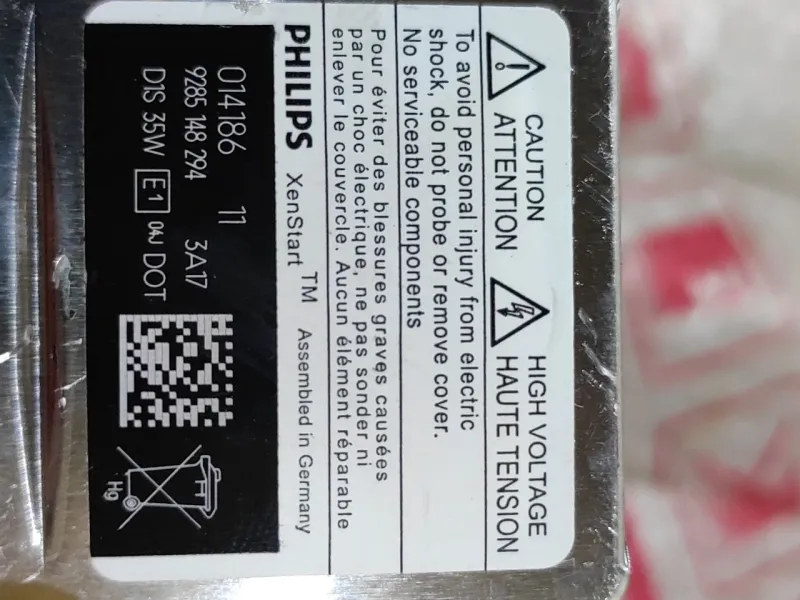 CAUTION
ATTENTION
HIGH VOLTAGE
HAUTE TENSION
To avoid personal injury from electric
shock, do not probe or remove cover.
No serviceable components
Pour éviter des blessures graves causées
par un choc électrique, ne pas sonder ni
enlever le couvercle. Aucun élément réparable
PHILIPS XenStart™ Assembled in Germany
014186 11
9285 148 294 3A17
D1S 35W E1 04J DOT
Hg